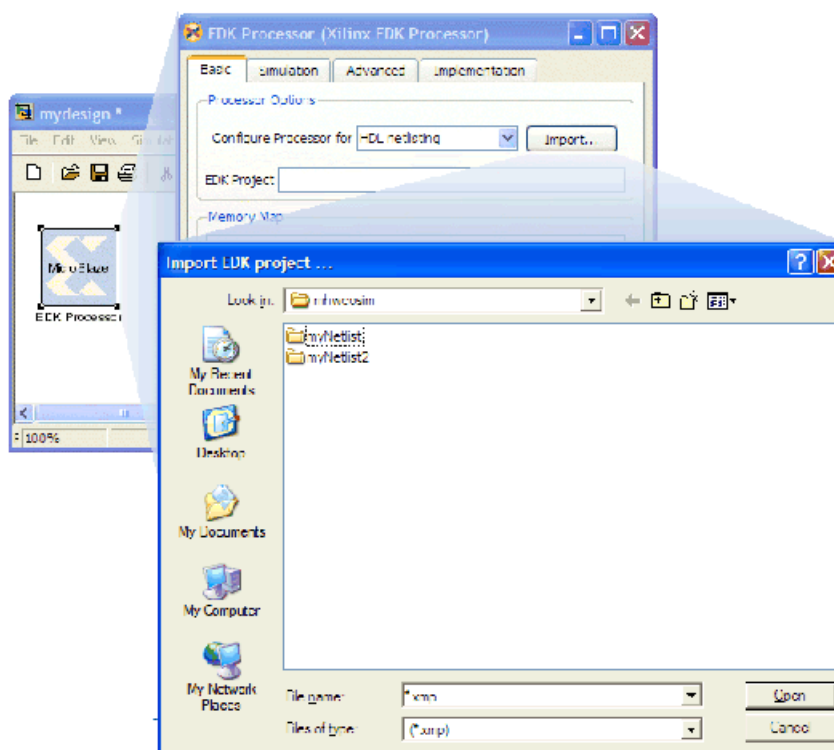 EDK Processor (Xilinx EDK Processor)
Basic
Simulation
Advanced
Implementation
Processor Options
Configure Processor for
HDL netlisting
Import...
EDK Project
Memory Map
mydesign *
File Edit View
MicroBlaze
EDK Processor
100%
Import EDK project ...
?
Look in:
mhwcosim
myNetlist
myNetlist2
My Recent
Documents
Desktop
My Documents
My Computer
My Network
Places
File name:
*.xmp
Open
Files of type:
(*.xmp)
Cancel